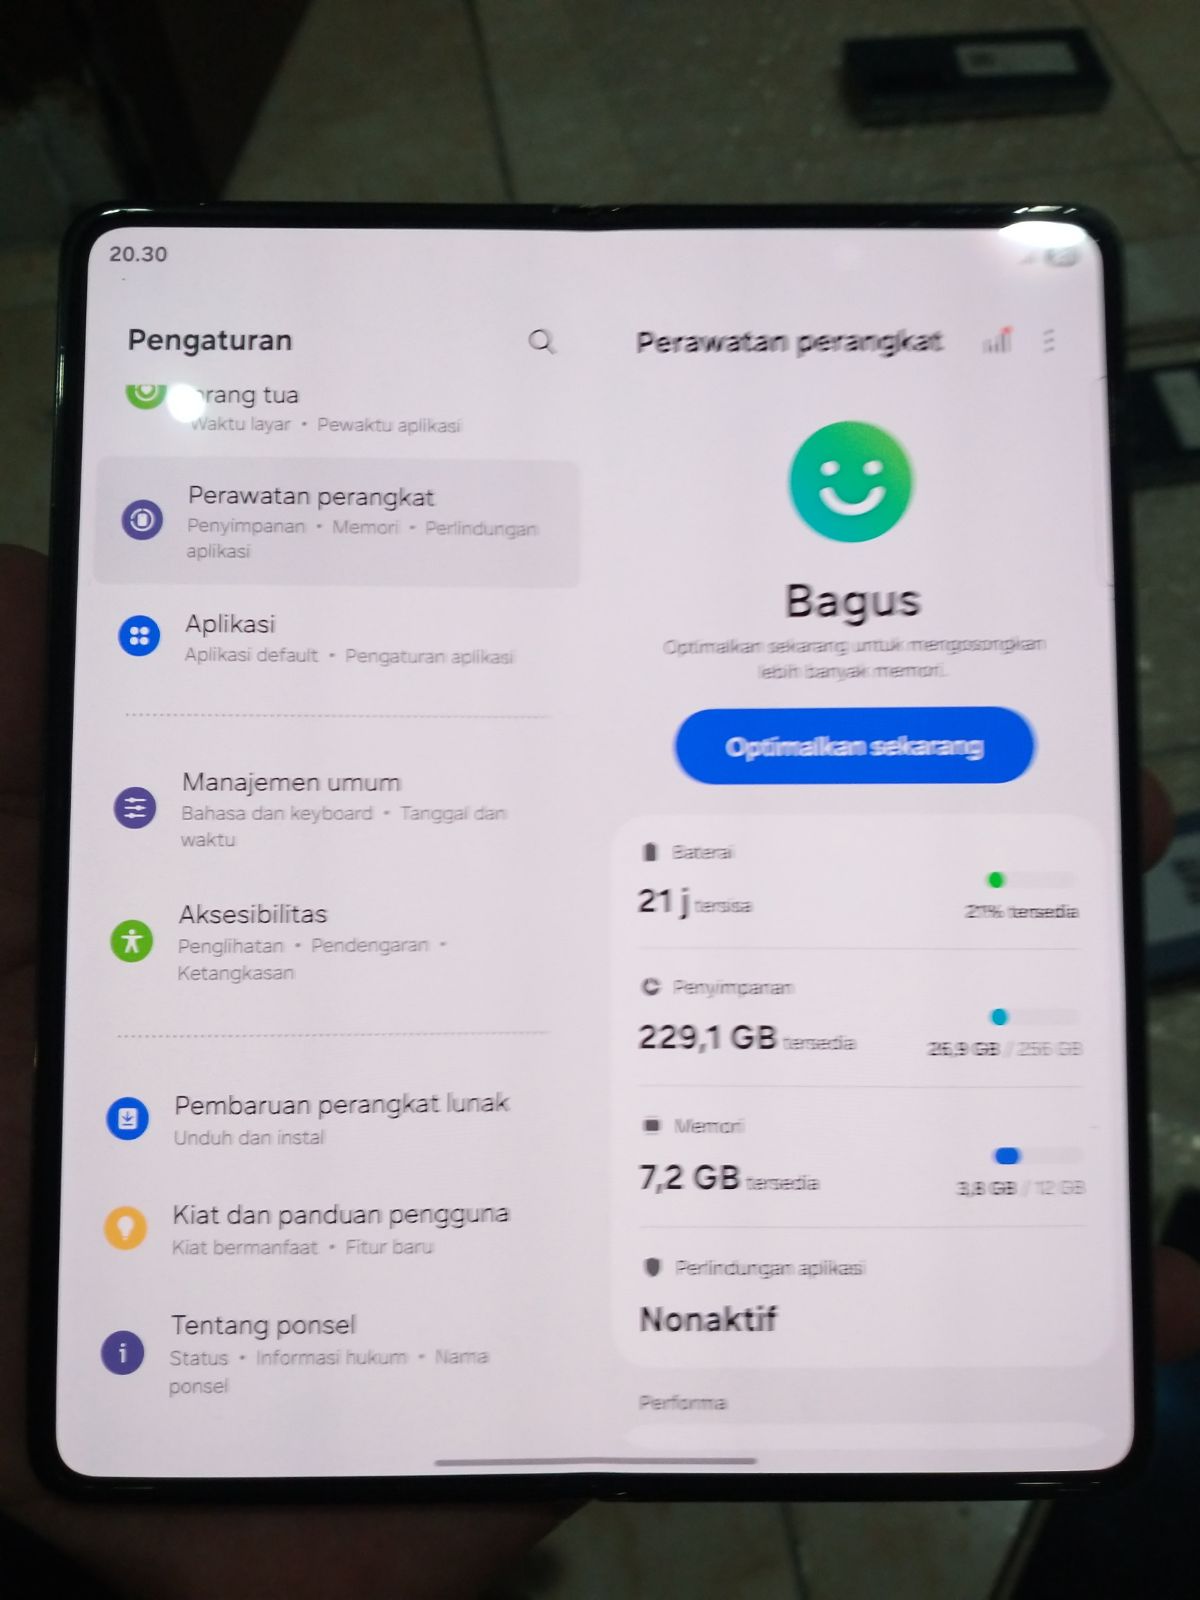 20.30
Pengaturan
Perawatan perangkat
orang tua
Waktu layar • Pewaktu aplikasi
Perawatan perangkat
Penyimpanan • Memori • Perlindungan
aplikasi
Aplikasi
Aplikasi default • Pengaturan aplikasi
Manajemen umum
Bahasa dan keyboard • Tanggal dan
waktu
Aksesibilitas
Penglihatan • Pendengaran •
Ketangkasan
Pembaruan perangkat lunak
Unduh dan instal
Kiat dan panduan pengguna
Kiat bermanfaat • Fitur baru
Tentang ponsel
Status • Informasi hukum • Nama
ponsel
Bagus
Optimalkan sekarang untuk mengosongkan
lebih banyak memori.
Optimalkan sekarang
Baterai
21 j tersisa
21% tersedia
Penyimpanan
229,1 GB tersedia
26,9 GB / 256 GB
Memori
7,2 GB tersedia
3,8 GB / 12 GB
Perlindungan aplikasi
Nonaktif
Performa